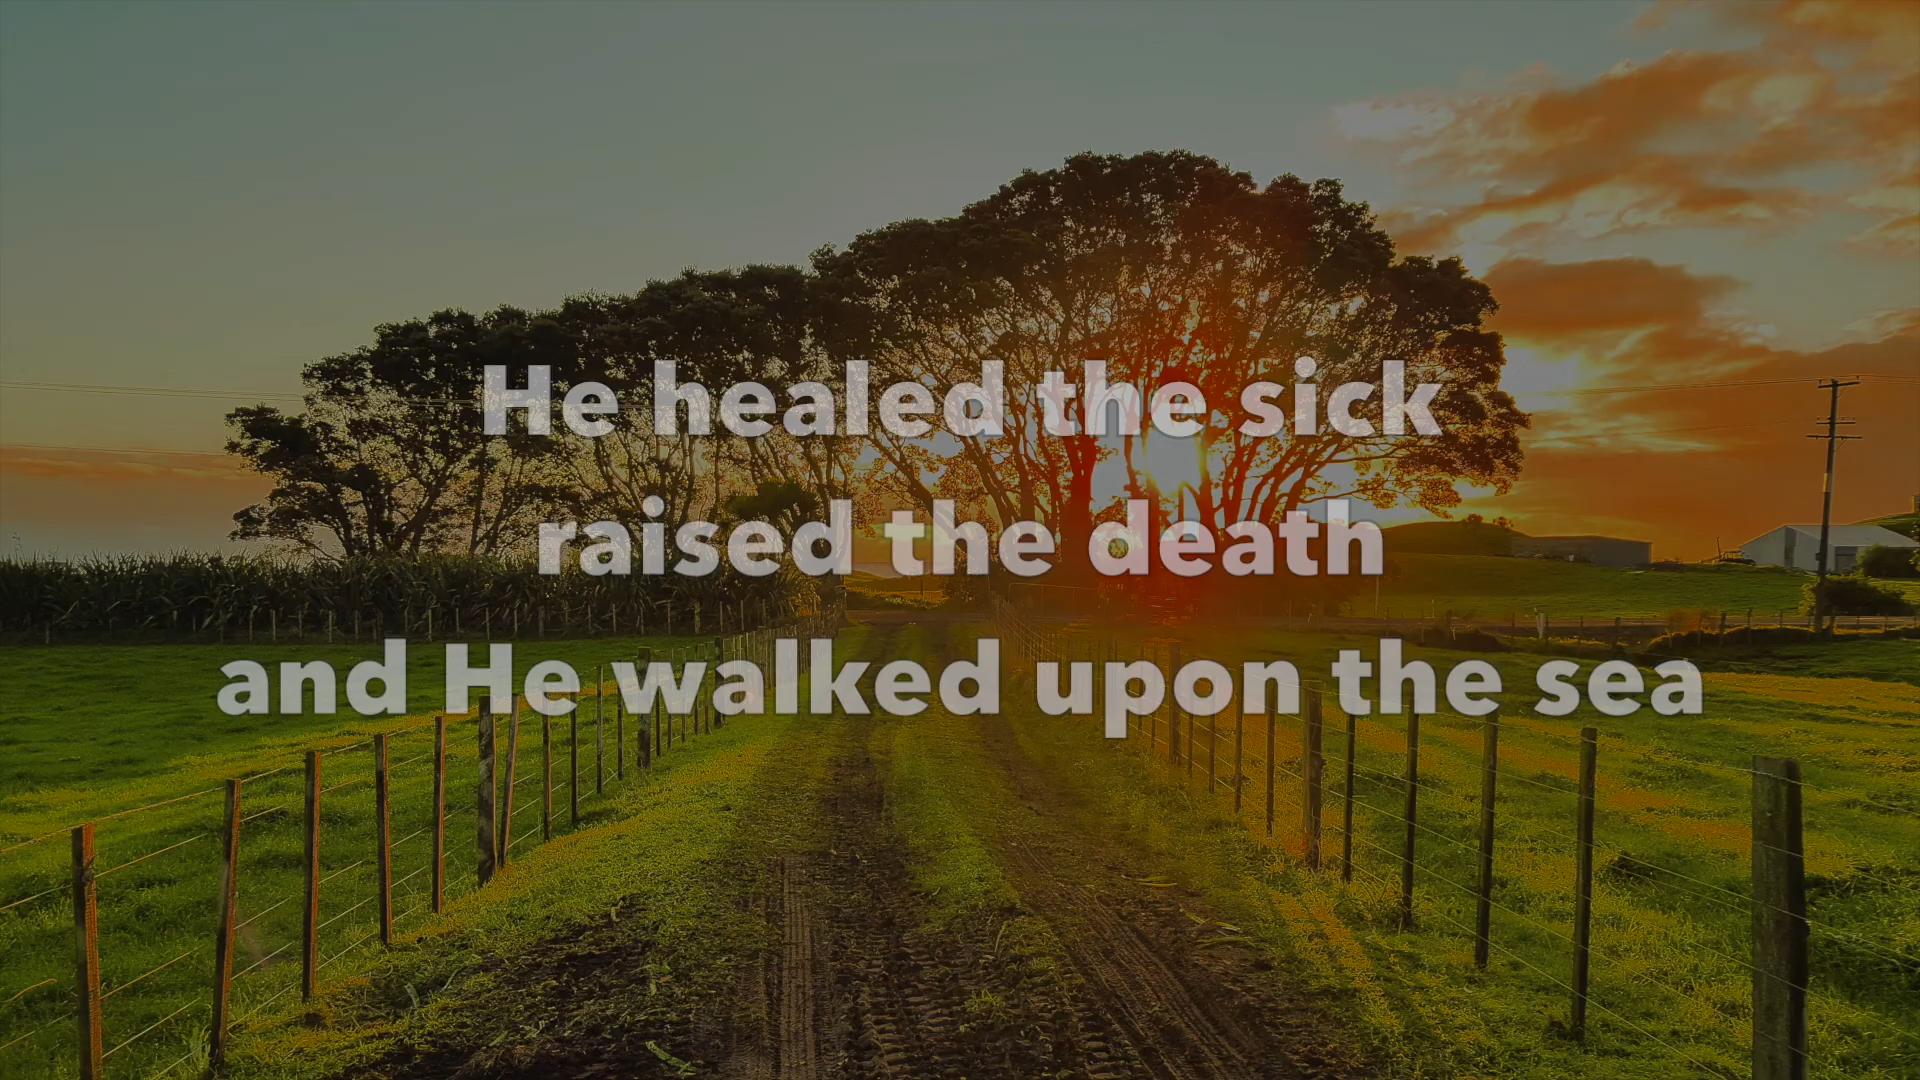 He healed the sick
raised the death
and He walked upon the sea